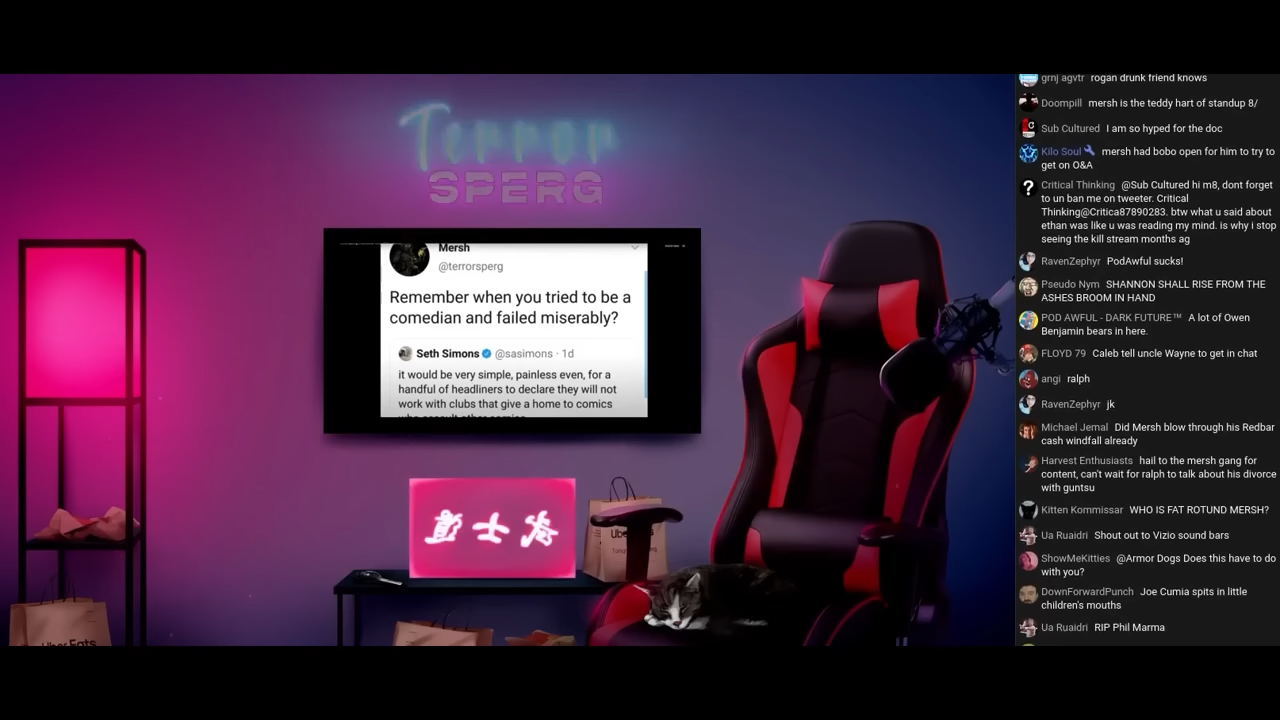 Terror
SPERG
Mersh
@terrorsperg
Remember when you tried to be a
comedian and failed miserably?
Seth Simons @sasimons · 1d
it would be very simple, painless even, for a
handful of headliners to declare they will not
work with clubs that give a home to comics
who assault other comics
道士炎
Uber
Uber Eats
grnj agvtr rogan drunk friend knows
Doompill mersh is the teddy hart of standup 8/
Sub Cultured I am so hyped for the doc
Kilo Soul mersh had bobo open for him to try to
get on O&A
Critical Thinking @Sub Cultured hi m8, dont forget
to un ban me on tweeter. Critical
Thinking@Critica87890283. btw what u said about
ethan was like u was reading my mind. is why i stop
seeing the kill stream months ag
RavenZephyr PodAwful sucks!
Pseudo Nym SHANNON SHALL RISE FROM THE
ASHES BROOM IN HAND
POD AWFUL - DARK FUTURE™ A lot of Owen
Benjamin bears in here.
FLOYD 79 Caleb tell uncle Wayne to get in chat
angi ralph
RavenZephyr jk
Michael Jemal Did Mersh blow through his Redbar
cash windfall already
Harvest Enthusiasts hail to the mersh gang for
content, can't wait for ralph to talk about his divorce
with guntsu
Kitten Kommissar WHO IS FAT ROTUND MERSH?
Ua Ruaidri Shout out to Vizio sound bars
ShowMeKitties @Armor Dogs Does this have to do
with you?
DownForwardPunch Joe Cumia spits in little
children's mouths
Ua Ruaidri RIP Phil Marma